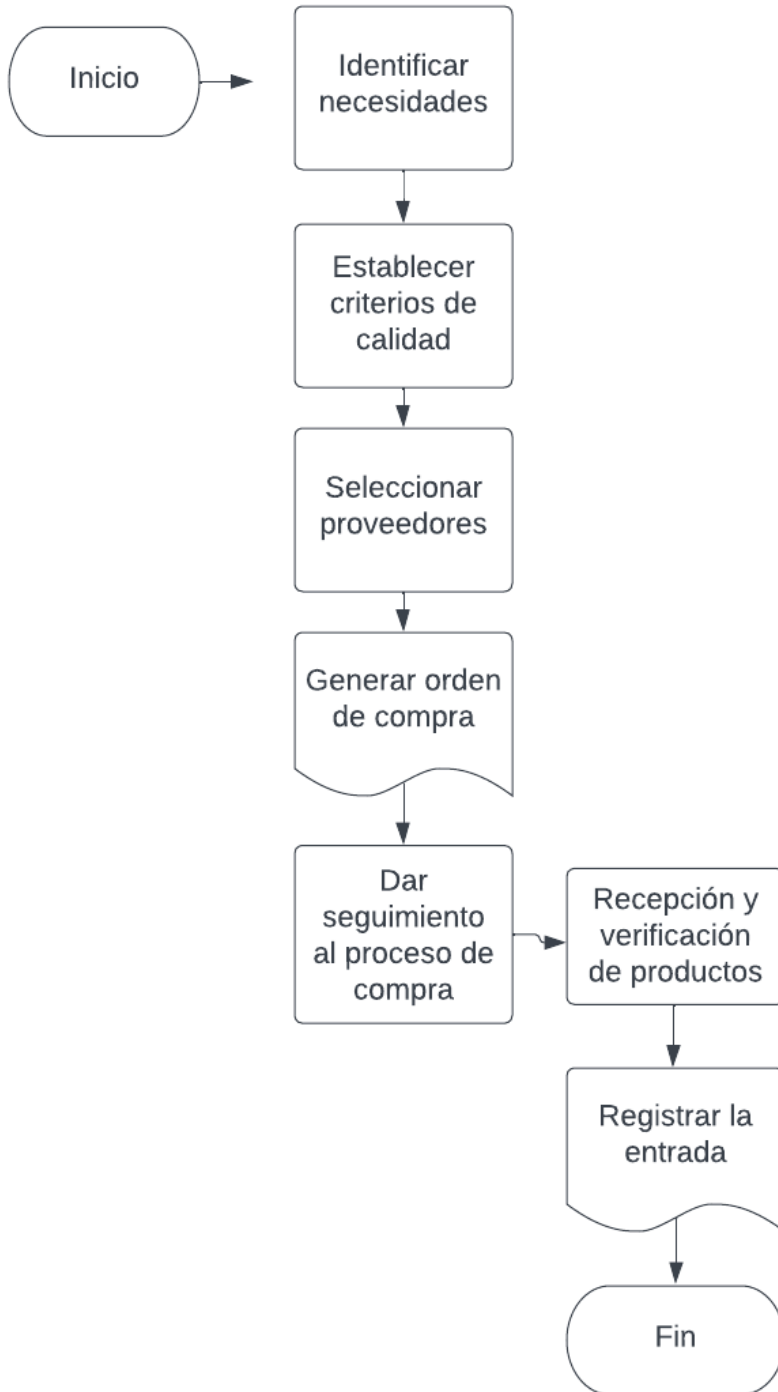 Inicio
Identificar
necesidades
Establecer
criterios de
calidad
Seleccionar
proveedores
Generar orden
de compra
Dar
seguimiento
al proceso de
compra
Recepción y
verificación
de productos
Registrar la
entrada
Fin